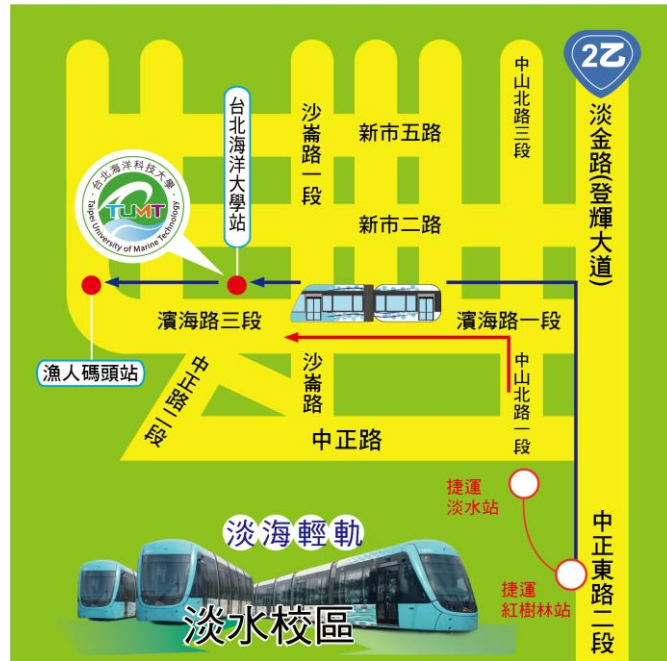 2乙
淡金路(登輝大道)
中山北路三段
沙崙路一段
新市五路
台北海洋大學站
台北海洋科技大學
TUMT
Taipei University of Marine Technology
新市二路
濱海路三段
濱海路一段
漁人碼頭站
中正路二段
沙崙路
中山北路一段
中正路
捷運
淡水站
中正東路二段
捷運
紅樹林站
淡海輕軌
淡水校區